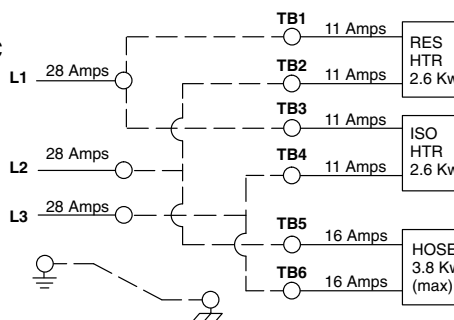 C
TB1
11 Amps
RES
HTR
2.6 Kw
L1
28 Amps
TB2
11 Amps
TB3
11 Amps
ISO
HTR
2.6 Kw
L2
28 Amps
TB4
11 Amps
L3
28 Amps
TB5
16 Amps
HOSE
3.8 Kw
(max)
TB6
16 Amps